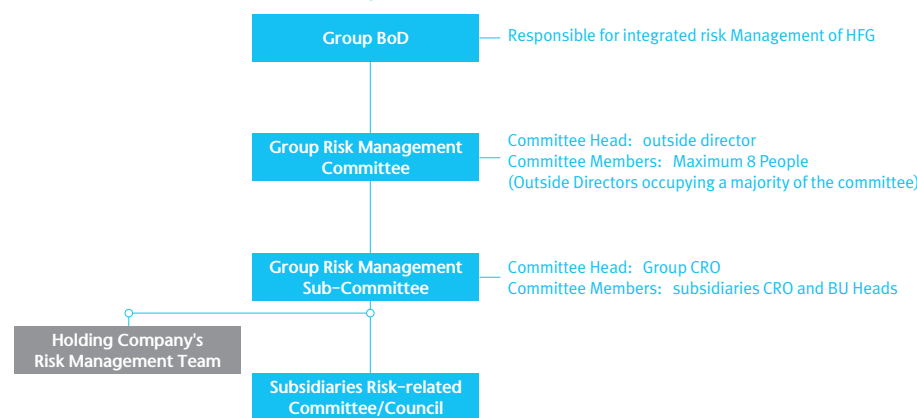 Group BoD
Responsible for integrated risk Management of HFG
Group Risk Management
Committee
Committee Head: outside director
Committee Members: Maximum 8 People
(Outside Directors occupying a majority of the committee)
Group Risk Management
Sub-Committee
Committee Head: Group CRO
Committee Members: subsidiaries CRO and BU Heads
Holding Company's
Risk Management Team
Subsidiaries Risk-related
Committee/Council